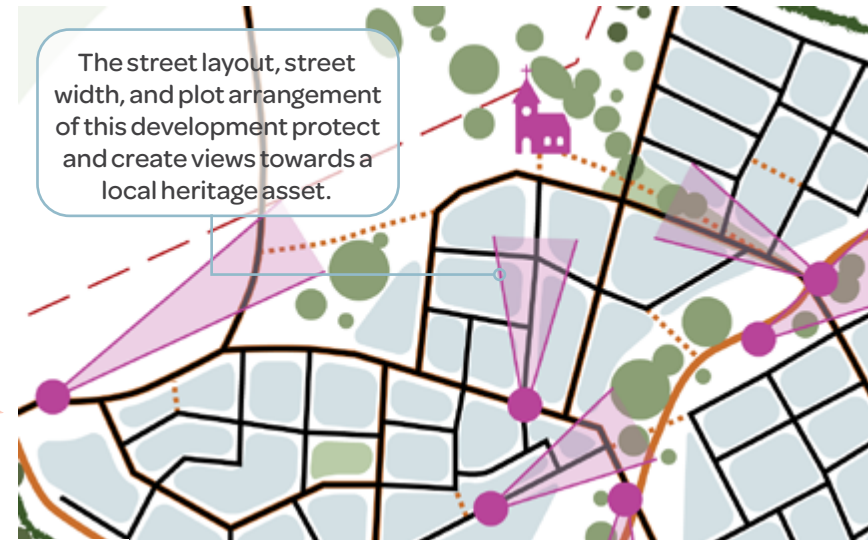 The street layout, street
width, and plot arrangement
of this development protect
and create views towards a
local heritage asset.